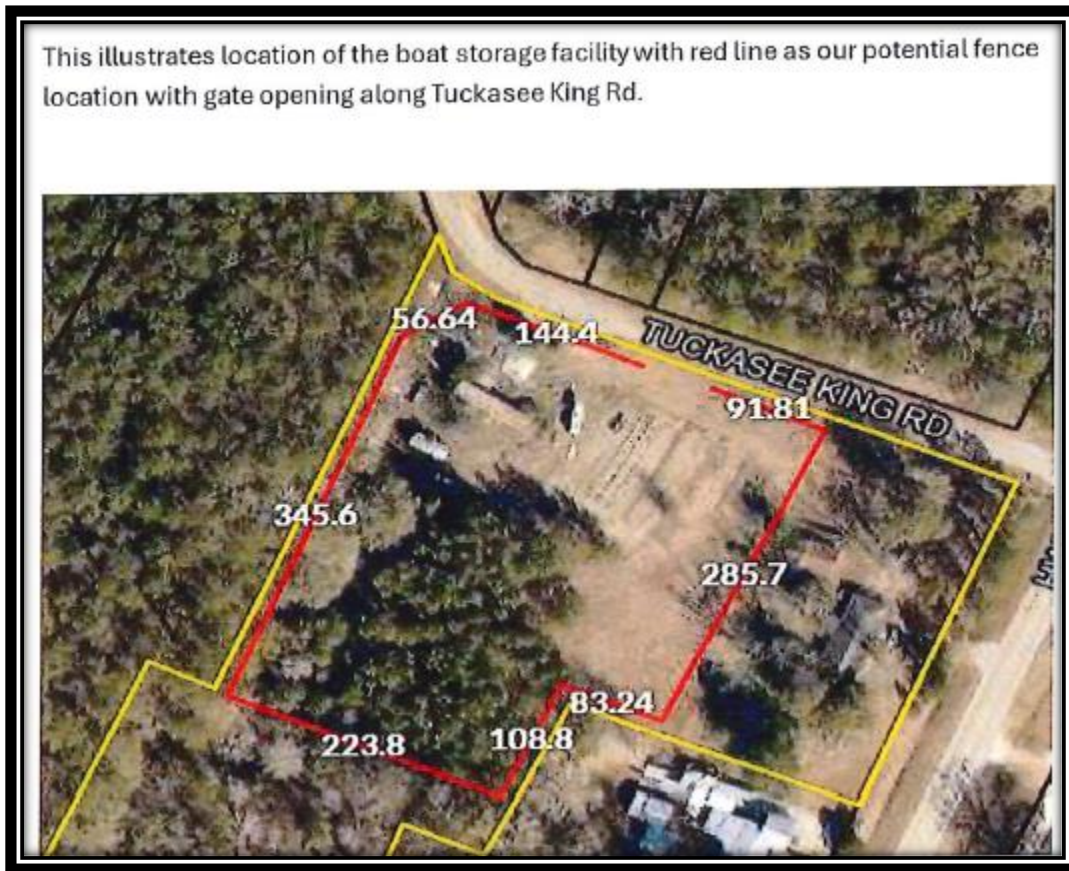 This illustrates location of the boat storage facility with red line as our potential fence
location with gate opening along Tuckasee King Rd.
56.64
144.4
TUCKASEE KING RD
91.81
345.6
285.7
83.24
223.8
108.8